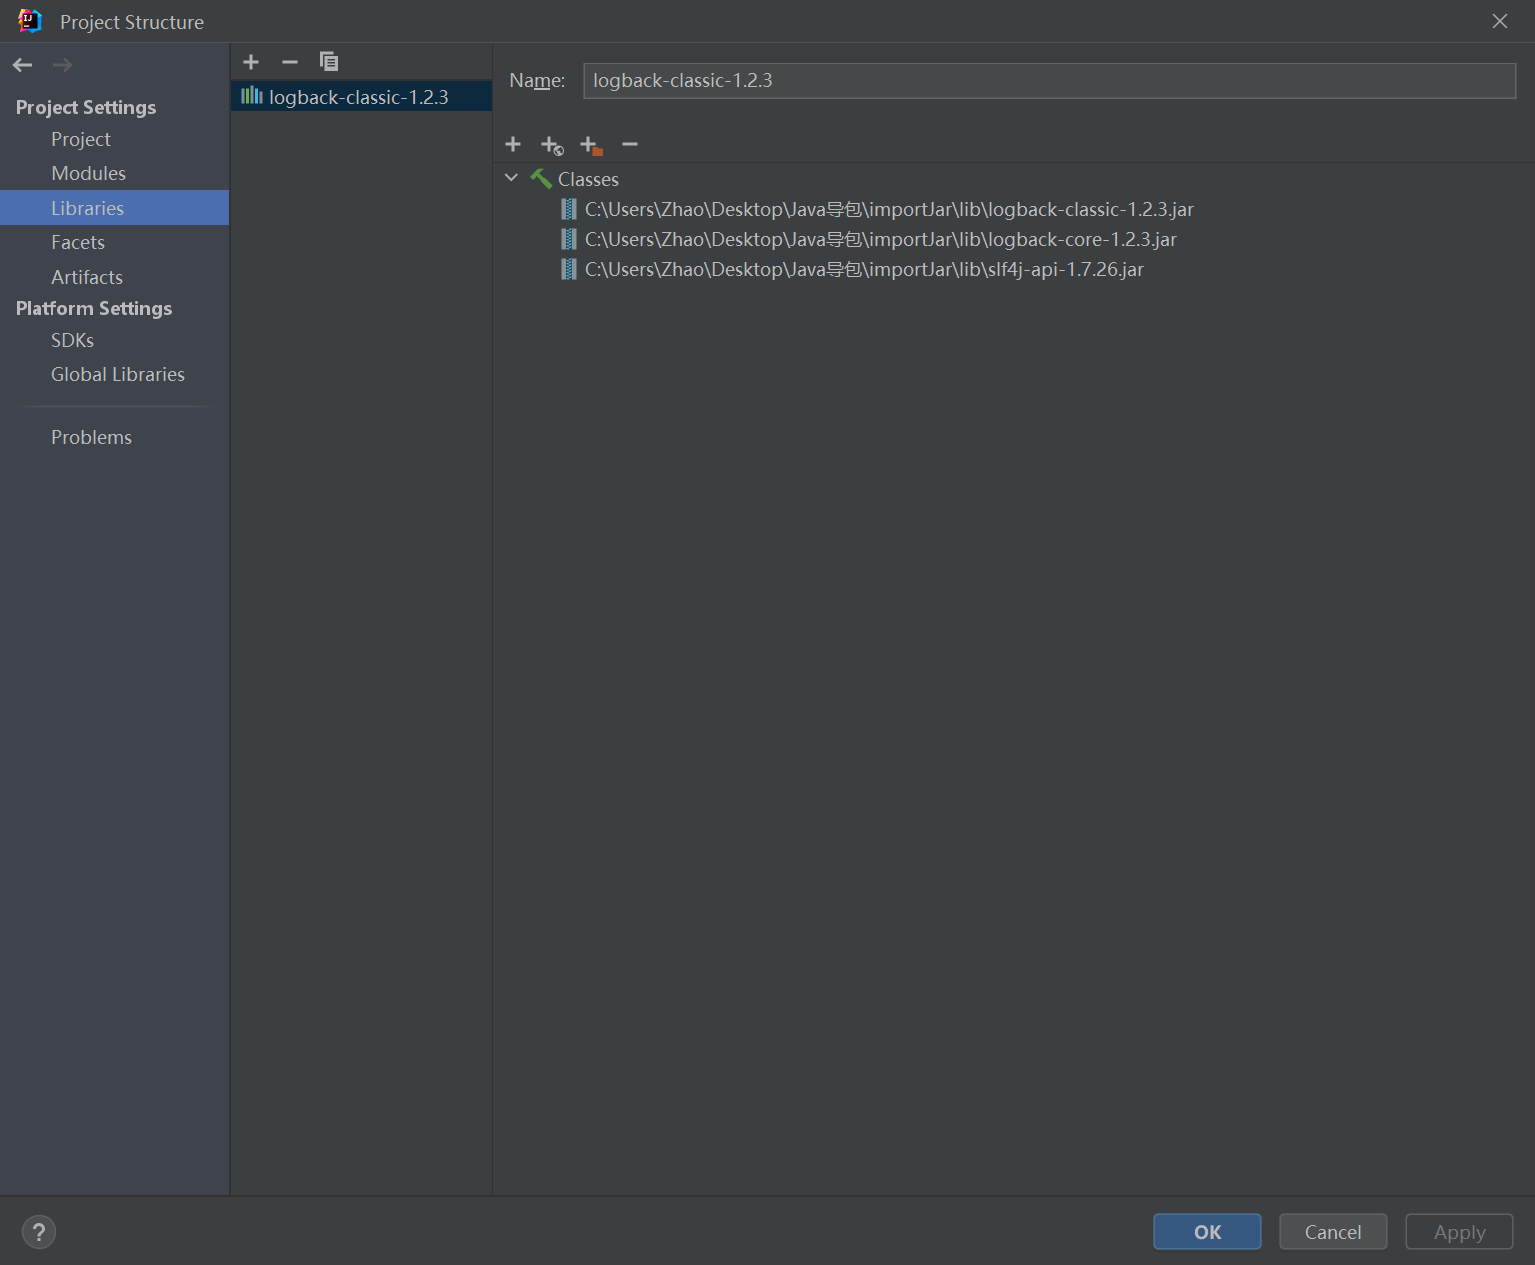 Project Structure
Project Settings
Project
Modules
Libraries
Facets
Artifacts
Platform Settings
SDKs
Global Libraries
Problems
logback-classic-1.2.3
Name: logback-classic-1.2.3
Classes
C:\Users\Zhao\Desktop\Java导包\importJar\lib\logback-classic-1.2.3.jar
C:\Users\Zhao\Desktop\Java导包\importJar\lib\logback-core-1.2.3.jar
C:\Users\Zhao\Desktop\Java导包\importJar\lib\slf4j-api-1.7.26.jar
? OK Cancel Apply